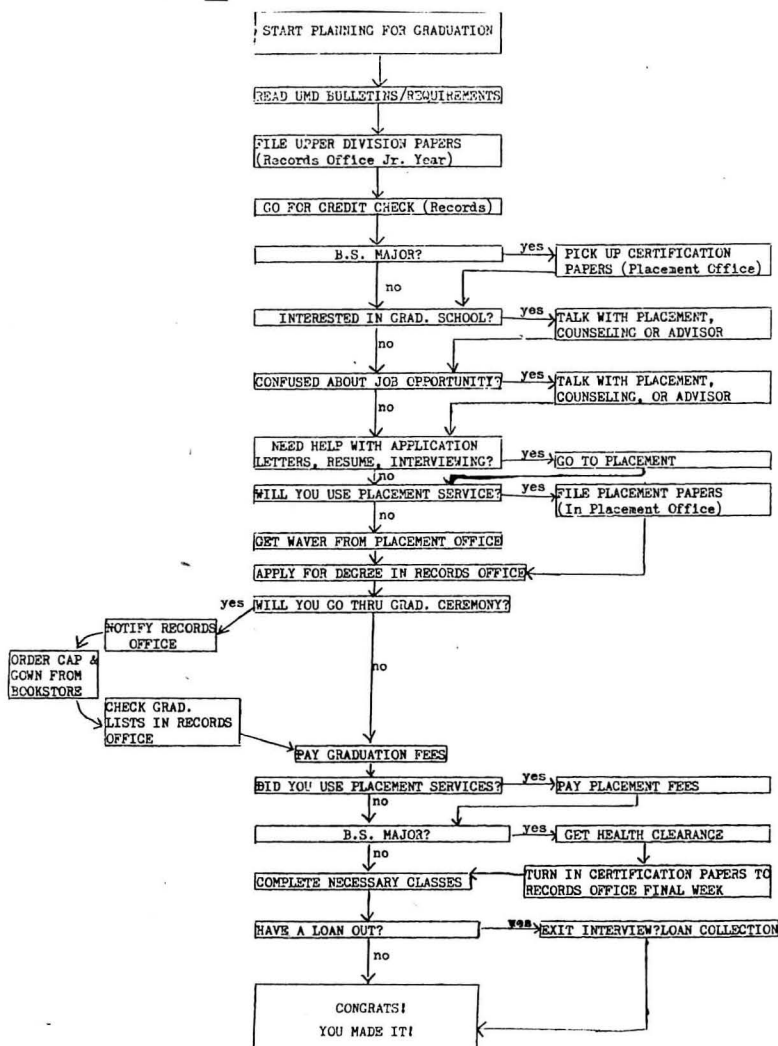 START PLANNING FOR GRADUATION
READ UMD BULLETINS/REQUIREMENTS
FILE UPPER DIVISION PAPERS
(Records Office Jr. Year)
GO FOR CREDIT CHECK (Records)
B.S. MAJOR?
yes
PICK UP CERTIFICATION
PAPERS (Placement Office)
no
INTERESTED IN GRAD. SCHOOL?
yes
TALK WITH PLACEMENT,
COUNSELING OR ADVISOR
no
CONFUSED ABOUT JOB OPPORTUNITY?
yes
TALK WITH PLACEMENT,
COUNSELING, OR ADVISOR
no
NEED HELP WITH APPLICATION
LETTERS, RESUME, INTERVIEWING?
yes
GO TO PLACEMENT
no
WILL YOU USE PLACEMENT SERVICE?
yes
FILE PLACEMENT PAPERS
(In Placement Office)
no
GET WAVER FROM PLACEMENT OFFICE
APPLY FOR DEGREE IN RECORDS OFFICE
WILL YOU GO THRU GRAD. CEREMONY?
yes
NOTIFY RECORDS
OFFICE
ORDER CAP &
GOWN FROM
BOOKSTORE
CHECK GRAD.
LISTS IN RECORDS
OFFICE
no
PAY GRADUATION FEES
DID YOU USE PLACEMENT SERVICES?
yes
PAY PLACEMENT FEES
no
B.S. MAJOR?
yes
GET HEALTH CLEARANCE
no
TURN IN CERTIFICATION PAPERS TO
RECORDS OFFICE FINAL WEEK
COMPLETE NECESSARY CLASSES
HAVE A LOAN OUT?
yes
EXIT INTERVIEW?LOAN COLLECTION
no
CONGRATS!
YOU MADE IT!